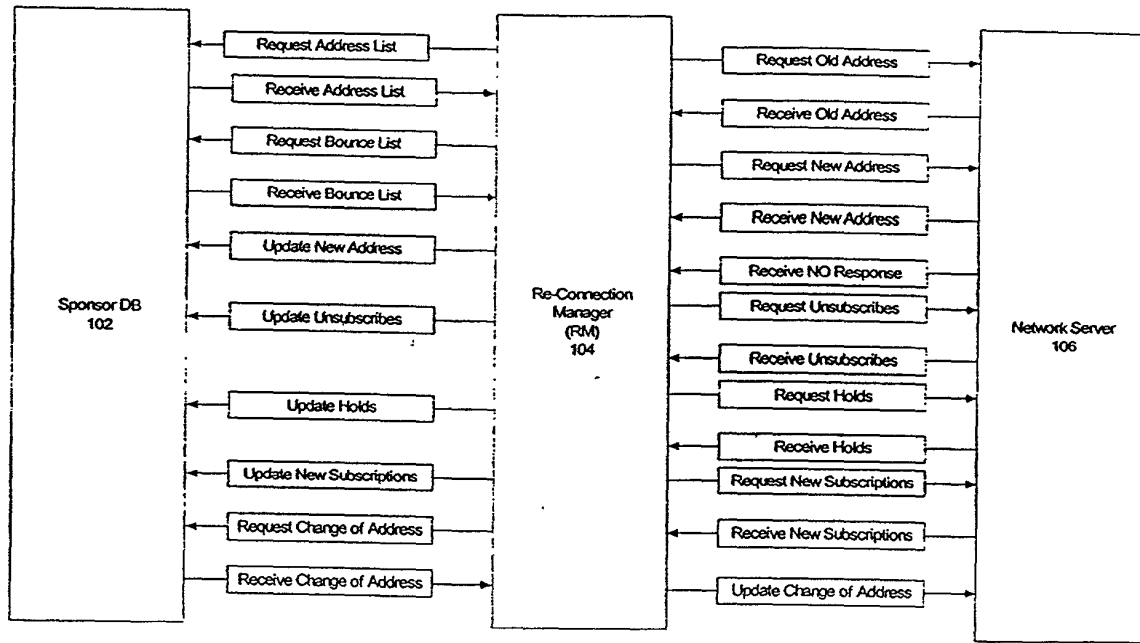 Request Address List
Receive Address List
Request Bounce List
Receive Bounce List
Update New Address
Update Unsubscribes
Update Holds
Update New Subscriptions
Request Change of Address
Receive Change of Address
Sponsor DB
102
Re-Connection
Manager
(RM)
104
Request Old Address
Receive Old Address
Request New Address
Receive New Address
Receive NO Response
Request Unsubscribes
Receive Unsubscribes
Request Holds
Receive Holds
Request New Subscriptions
Receive New Subscriptions
Update Change of Address
Network Server
106